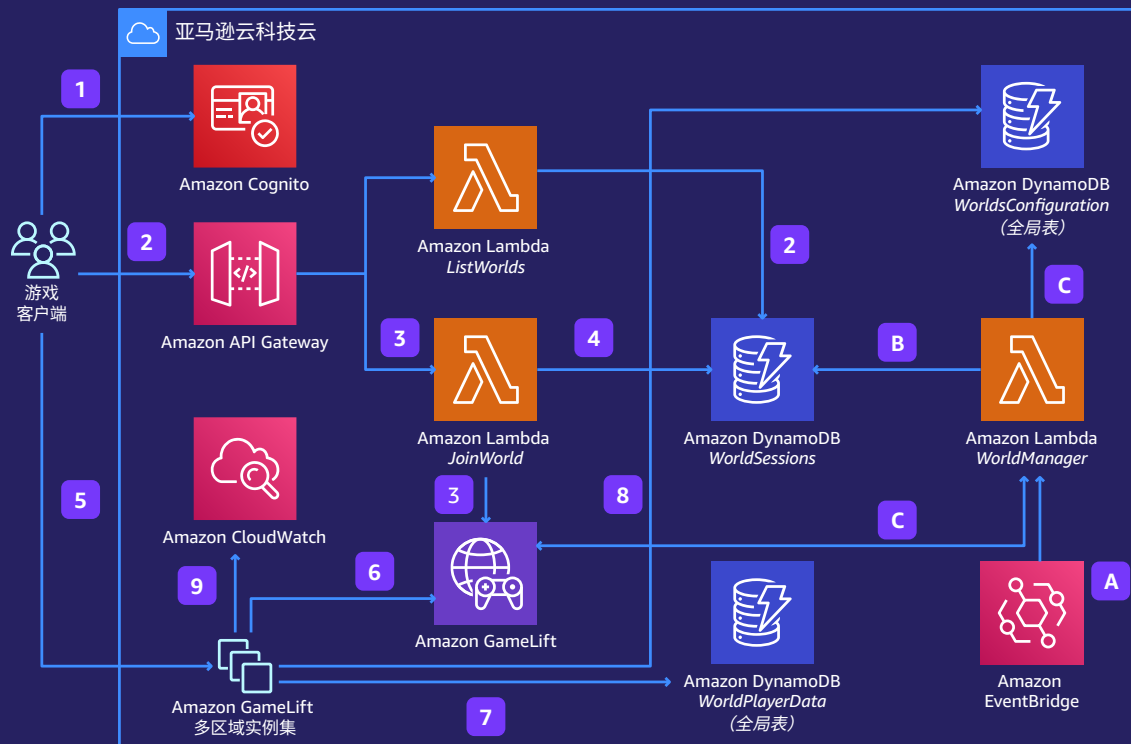 亚马逊云科技云
1
Amazon Cognito
Amazon DynamoDB
WorldsConfiguration
（全局表）
2
Amazon Lambda
ListWorlds
2
C
游戏
客户端
Amazon API Gateway
3
4
B
Amazon Lambda
JoinWorld
Amazon DynamoDB
WorldSessions
Amazon Lambda
WorldManager
5
3
8
C
Amazon CloudWatch
9
6
A
Amazon GameLift
Amazon GameLift
多区域实例集
7
Amazon DynamoDB
WorldPlayerData
（全局表）
Amazon
EventBridge